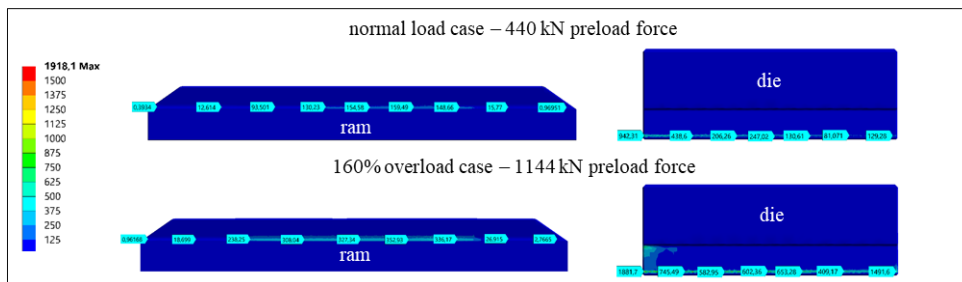 normal load case – 440 kN preload force
1918,1 Max
1500
1375
1250
1125
1000
875
750
625
500
375
250
125
0,3934 12,614 93,501 130,23 154,58 159,49 148,66 15,77 0,96951
ram
die
942,31 438,6 206,26 247,02 130,61 81,071 129,28
160% overload case – 1144 kN preload force
0,96168 18,699 238,25 308,04 327,34 352,93 336,17 26,915 2,7665
ram
die
1881,7 745,49 582,95 602,36 653,28 409,17 1491,6